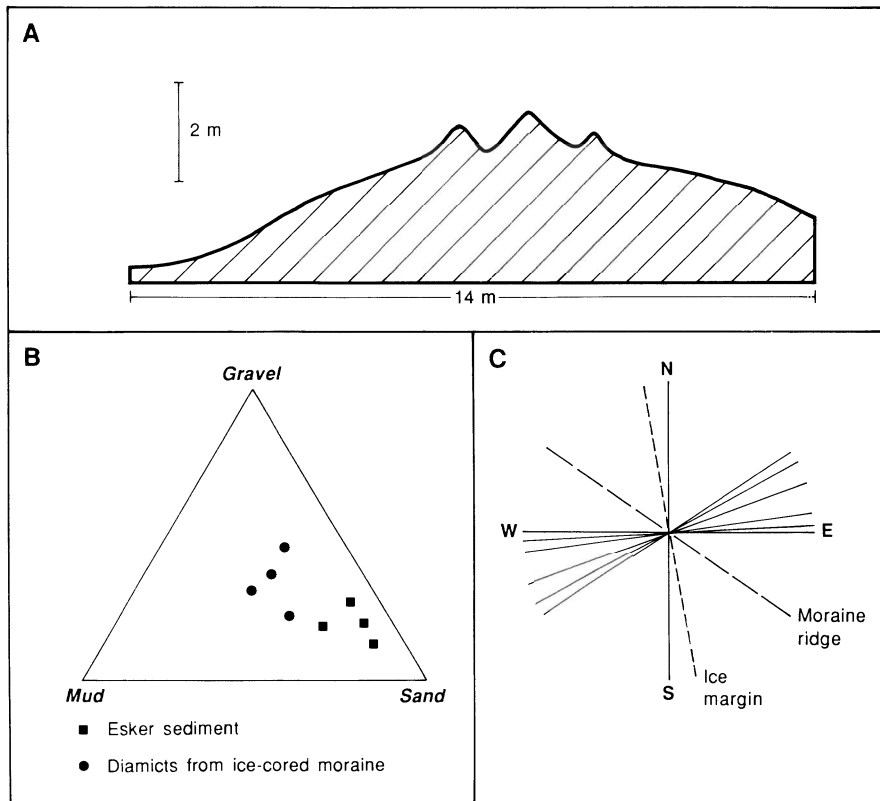 A
2 m
14 m
B
Gravel
Mud
Sand
Esker sediment
Diamicts from ice-cored moraine
C
N
W
E
Moraine
ridge
Ice
margin
S